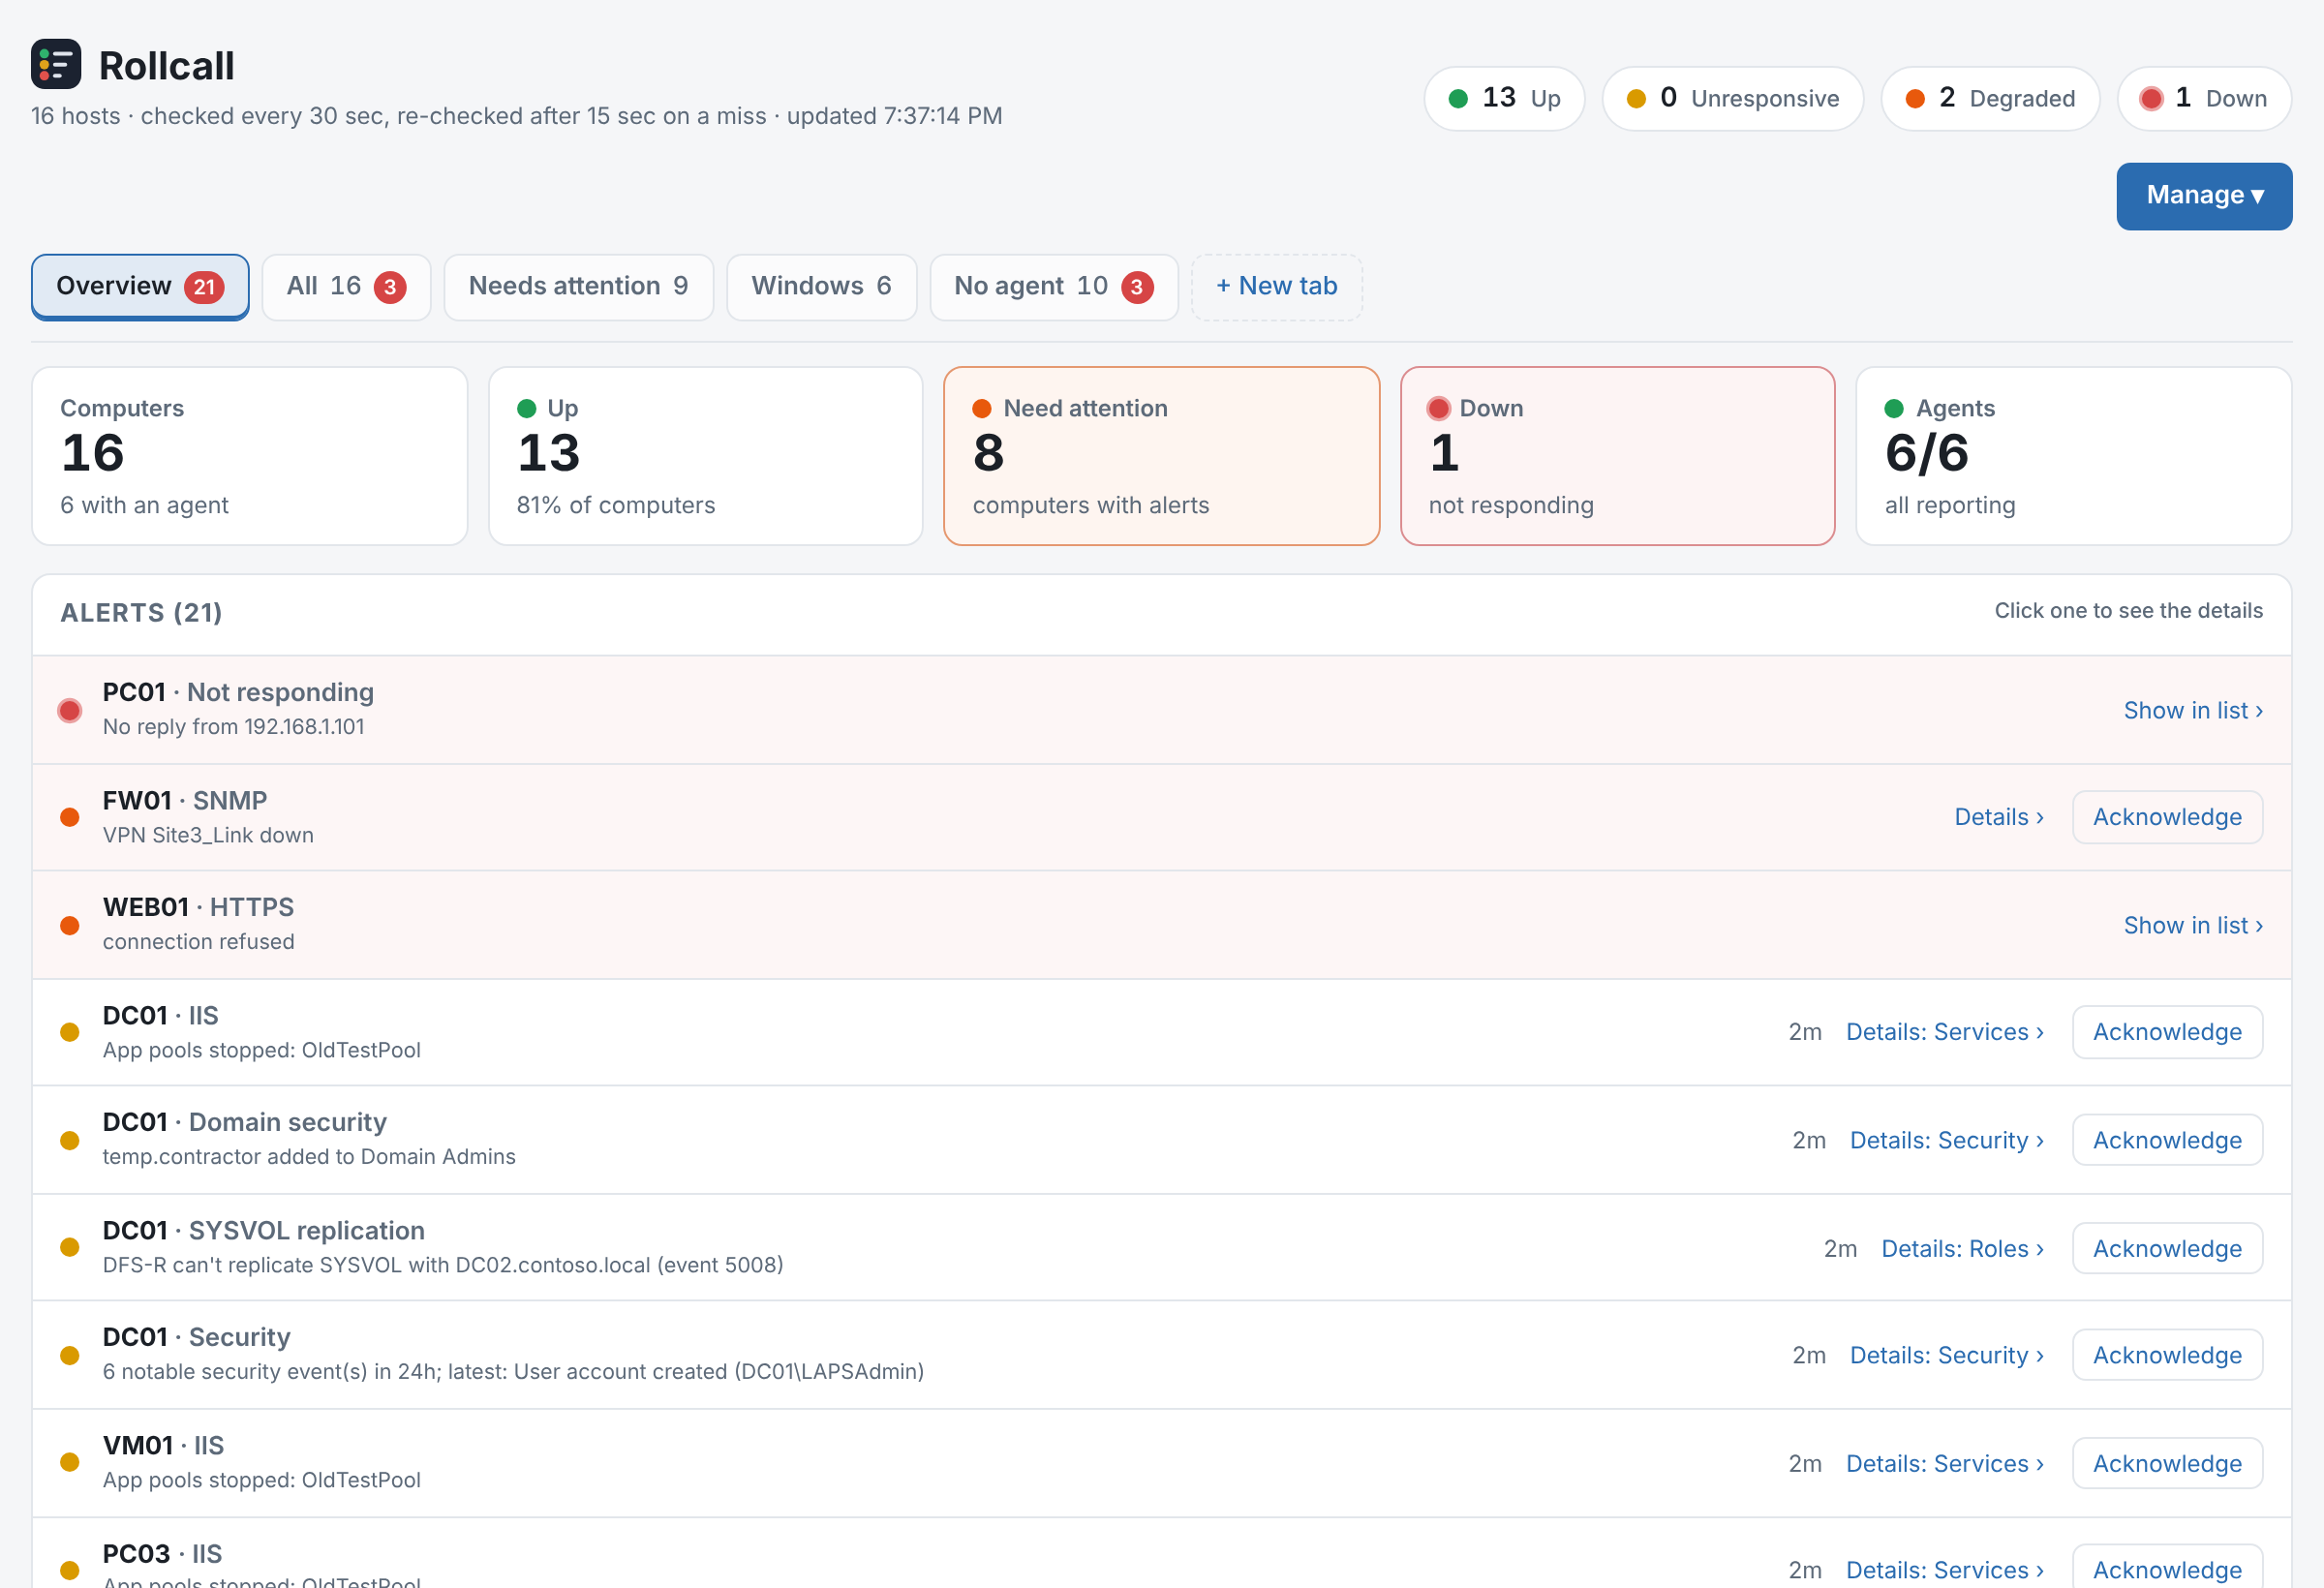 Rollcall
16 hosts · checked every 30 sec, re-checked after 15 sec on a miss · updated 7:37:14 PM
13 Up
0 Unresponsive
2 Degraded
1 Down
Manage ▾
Overview 21
All 16 3
Needs attention 9
Windows 6
No agent 10 3
+ New tab
Computers
16
6 with an agent
Up
13
81% of computers
Need attention
8
computers with alerts
Down
1
not responding
Agents
6/6
all reporting
ALERTS (21)
Click one to see the details
PC01 · Not responding
No reply from 192.168.1.101
Show in list ›
FW01 · SNMP
VPN Site3_Link down
Details › Acknowledge
WEB01 · HTTPS
connection refused
Show in list ›
DC01 · IIS
App pools stopped: OldTestPool
2m Details: Services › Acknowledge
DC01 · Domain security
temp.contractor added to Domain Admins
2m Details: Security › Acknowledge
DC01 · SYSVOL replication
DFS-R can't replicate SYSVOL with DC02.contoso.local (event 5008)
2m Details: Roles › Acknowledge
DC01 · Security
6 notable security event(s) in 24h; latest: User account created (DC01\LAPSAdmin)
2m Details: Security › Acknowledge
VM01 · IIS
App pools stopped: OldTestPool
2m Details: Services › Acknowledge
PC03 · IIS
App pools stopped: OldTestPool
2m Details: Services › Acknowledge